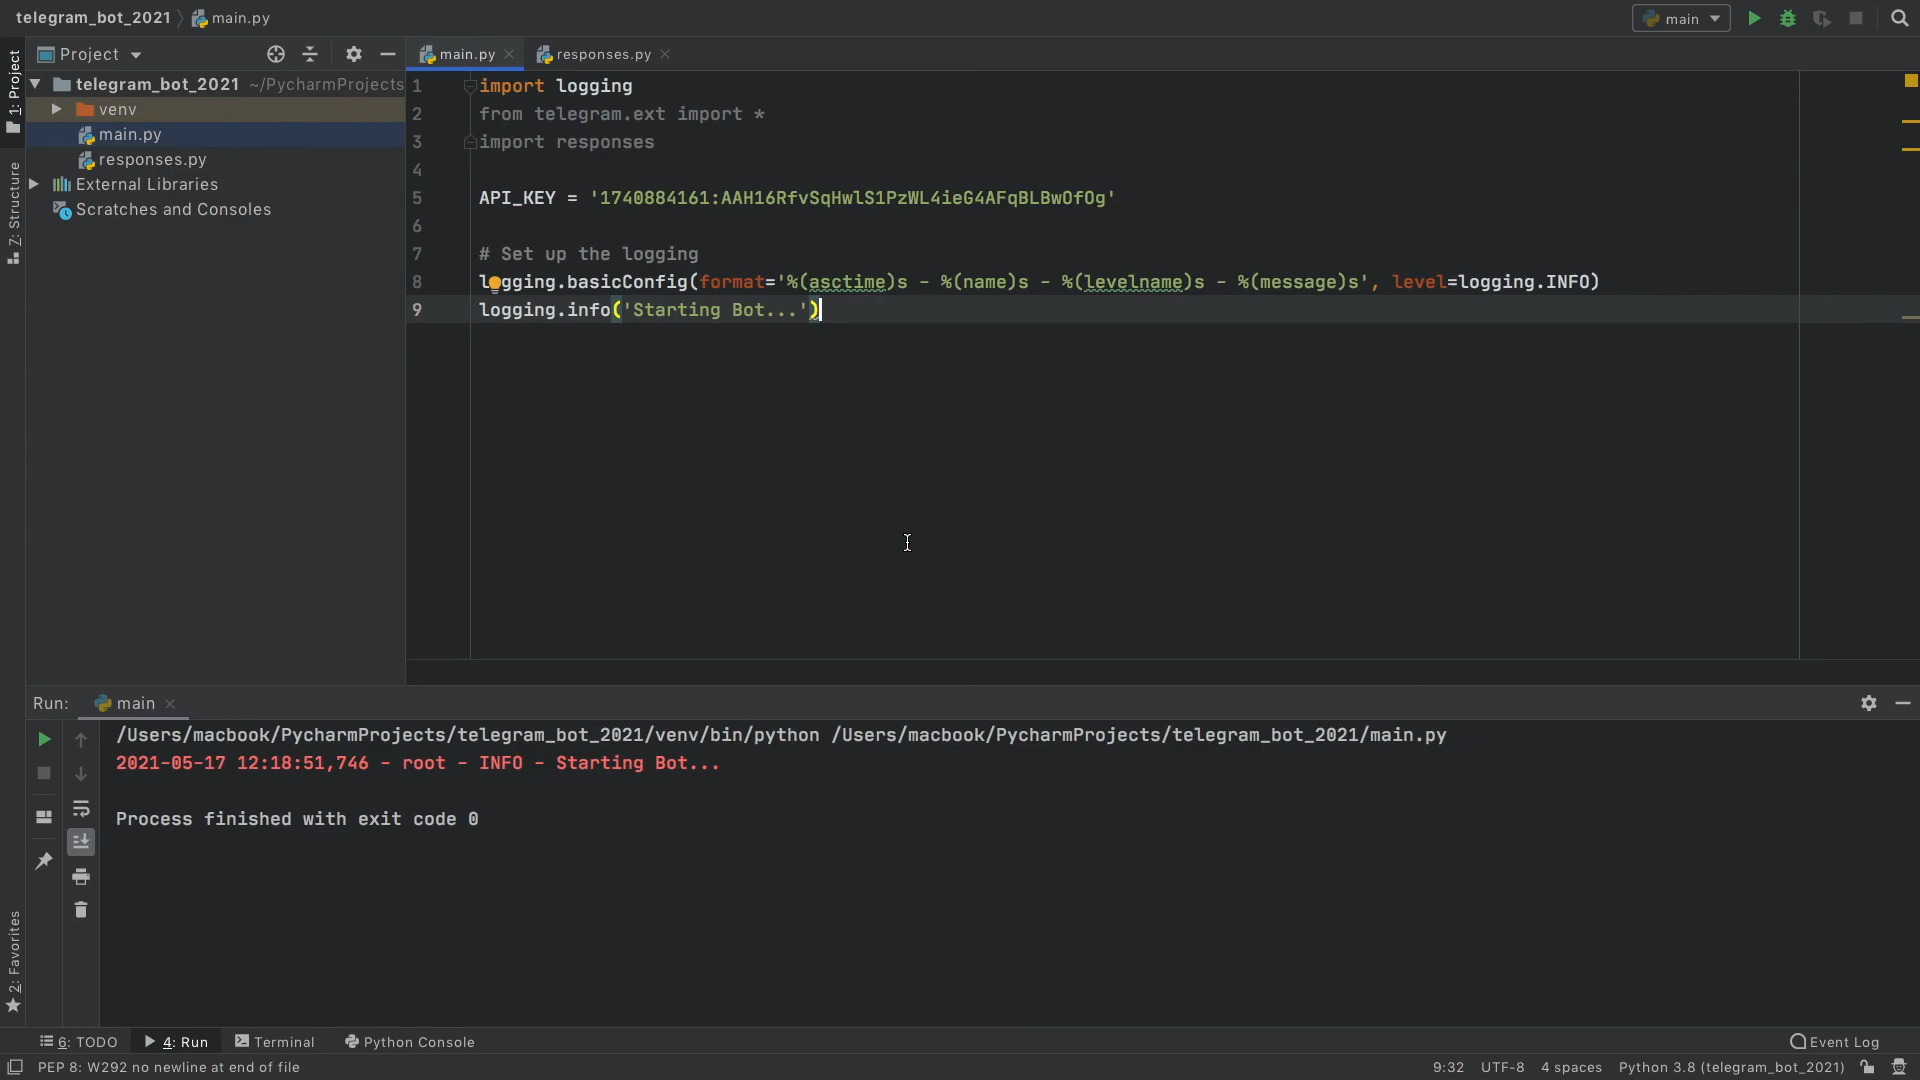 telegram_bot_2021 main.py
main
Project
main.py
responses.py
1: Project
7: Structure
2: Favorites
telegram_bot_2021 ~/PycharmProjects
venv
main.py
responses.py
External Libraries
Scratches and Consoles
1 import logging
2 from telegram.ext import *
3 import responses
4
5 API_KEY = '1740884161:AAH16RfvSqHwlS1PzWL4ieG4AFqBLBwOfOg'
6
7 # Set up the logging
8 logging.basicConfig(format='%(asctime)s - %(name)s - %(levelname)s - %(message)s', level=logging.INFO)
9 logging.info('Starting Bot...')
Run: main
/Users/macbook/PycharmProjects/telegram_bot_2021/venv/bin/python /Users/macbook/PycharmProjects/telegram_bot_2021/main.py
2021-05-17 12:18:51,746 - root - INFO - Starting Bot...
Process finished with exit code 0
6: TODO 4: Run Terminal Python Console Event Log
PEP 8: W292 no newline at end of file 9:32 UTF-8 4 spaces Python 3.8 (telegram_bot_2021)